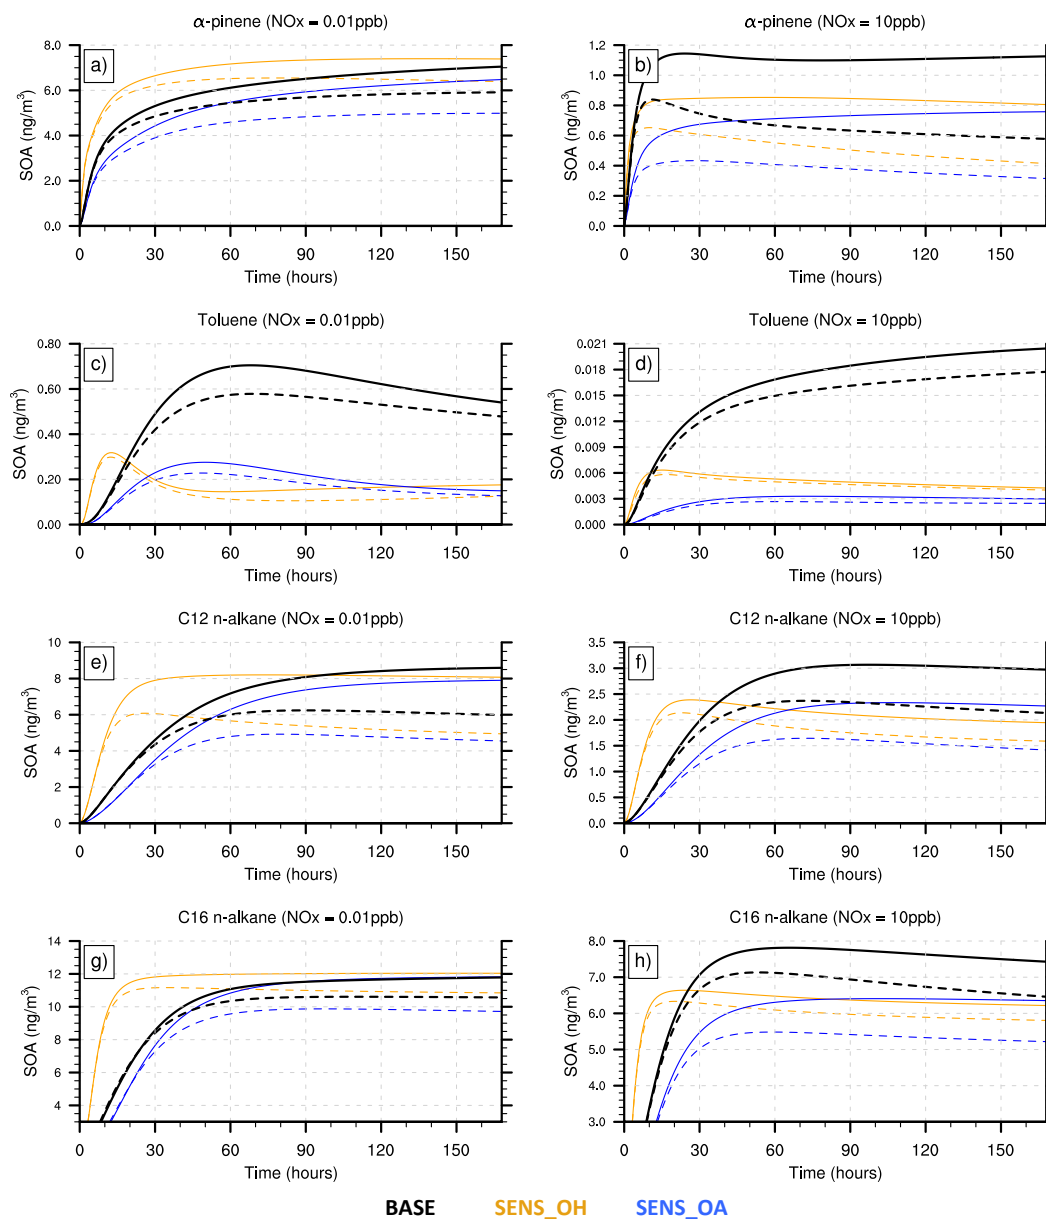 α-pinene (NOx = 0.01ppb)
α-pinene (NOx = 10ppb)
a)
8.0
6.0
4.0
2.0
0.0
SOA (ng/m³)
0 30 60 90 120 150
Time (hours)
b)
1.2
1.0
0.8
0.6
0.4
0.2
0.0
SOA (ng/m³)
0 30 60 90 120 150
Time (hours)
Toluene (NOx = 0.01ppb)
Toluene (NOx = 10ppb)
c)
0.80
0.60
0.40
0.20
0.00
SOA (ng/m³)
0 30 60 90 120 150
Time (hours)
d)
0.021
0.018
0.015
0.012
0.009
0.006
0.003
0.000
SOA (ng/m³)
0 30 60 90 120 150
Time (hours)
C12 n-alkane (NOx = 0.01ppb)
C12 n-alkane (NOx = 10ppb)
e)
10
8
6
4
2
0
SOA (ng/m³)
0 30 60 90 120 150
Time (hours)
f)
3.5
3.0
2.5
2.0
1.5
1.0
0.5
0.0
SOA (ng/m³)
0 30 60 90 120 150
Time (hours)
C16 n-alkane (NOx = 0.01ppb)
C16 n-alkane (NOx = 10ppb)
g)
14
12
10
8
6
4
SOA (ng/m³)
0 30 60 90 120 150
Time (hours)
h)
8.0
7.0
6.0
5.0
4.0
3.0
SOA (ng/m³)
0 30 60 90 120 150
Time (hours)
BASE SENS_OH SENS_OA